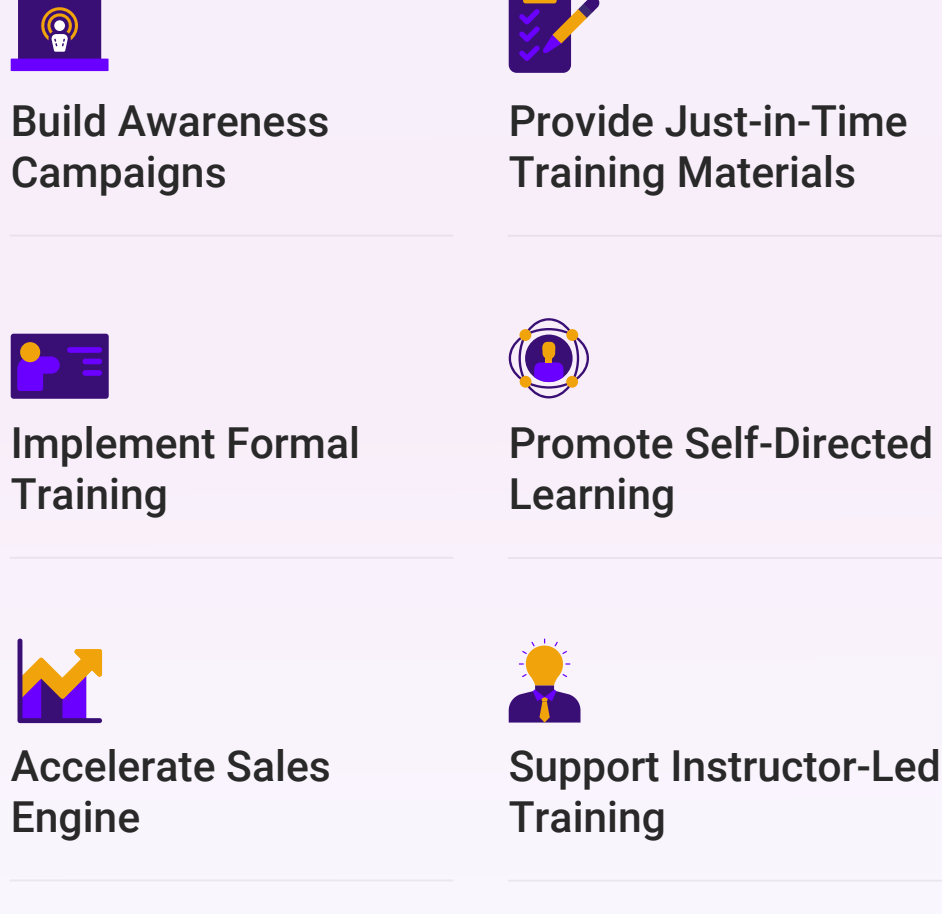 Build Awareness
Campaigns
Provide Just-in-Time
Training Materials
Implement Formal
Training
Promote Self-Directed
Learning
Accelerate Sales
Engine
Support Instructor-Led
Training